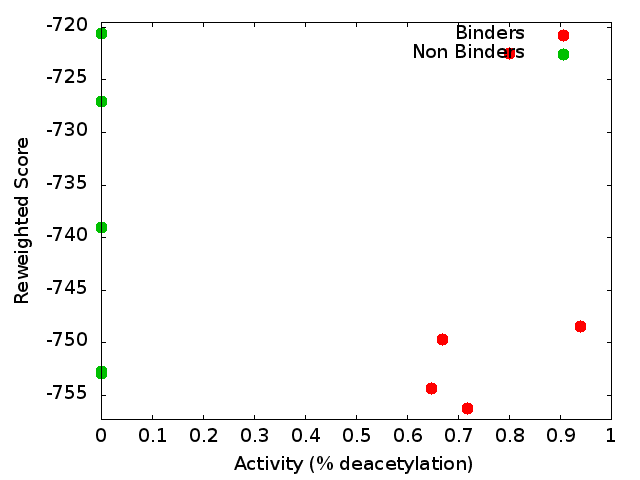 -720
-725
-730
-735
-740
-745
-750
-755
0 0.1 0.2 0.3 0.4 0.5 0.6 0.7 0.8 0.9 1
Reweighted Score
Activity (% deacetylation)
Binders
Non Binders